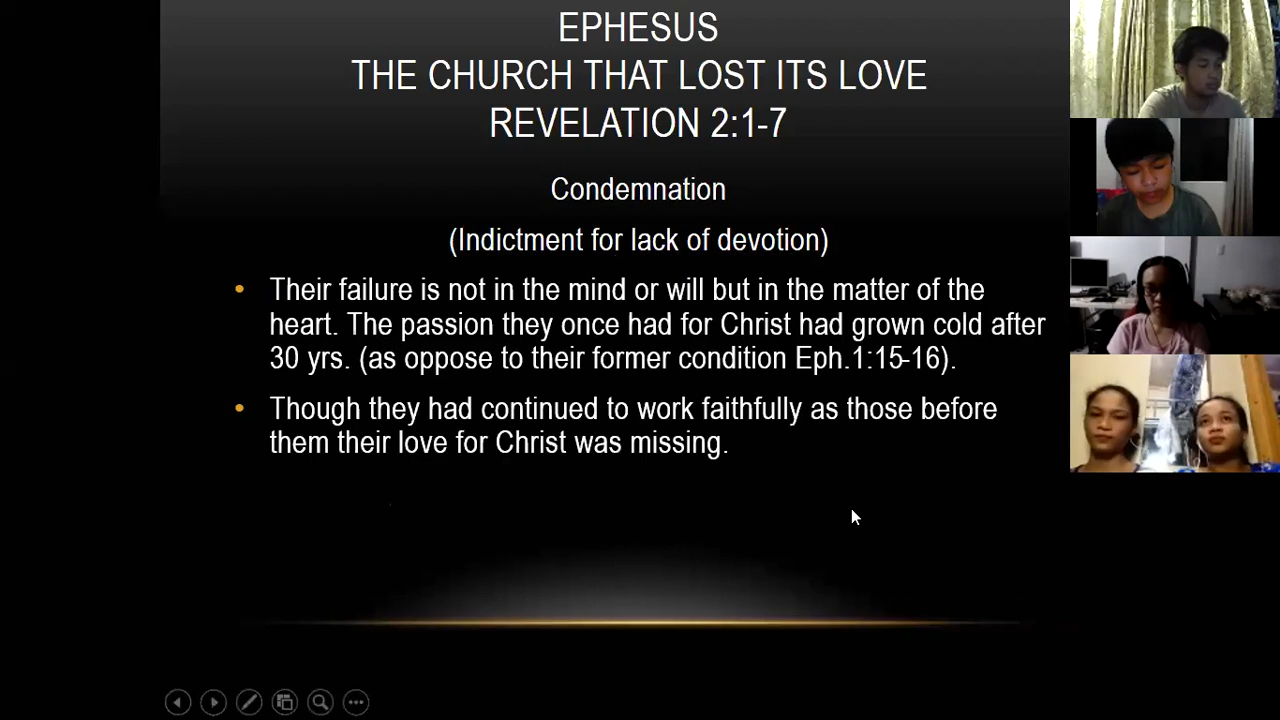 EPHESUS
THE CHURCH THAT LOST ITS LOVE
REVELATION 2:1-7
Condemnation
(Indictment for lack of devotion)
• Their failure is not in the mind or will but in the matter of the
heart. The passion they once had for Christ had grown cold after
30 yrs. (as oppose to their former condition Eph.1:15-16).
• Though they had continued to work faithfully as those before
them their love for Christ was missing.